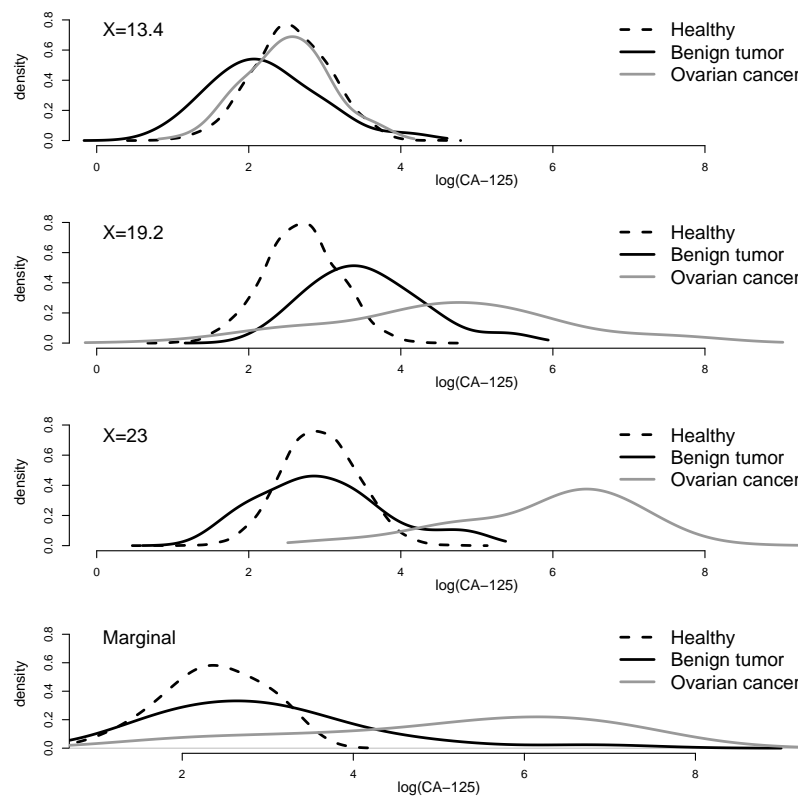 X=13.4
Healthy
Benign tumor
Ovarian cancer
density
0.0 0.2 0.4 0.6 0.8
0 2 4 6 8
log(CA−125)
X=19.2
Healthy
Benign tumor
Ovarian cancer
density
0.0 0.2 0.4 0.6 0.8
0 2 4 6 8
log(CA−125)
X=23
Healthy
Benign tumor
Ovarian cancer
density
0.0 0.2 0.4 0.6 0.8
0 2 4 6 8
log(CA−125)
Marginal
Healthy
Benign tumor
Ovarian cancer
density
0.0 0.2 0.4 0.6 0.8
2 4 6 8
log(CA−125)